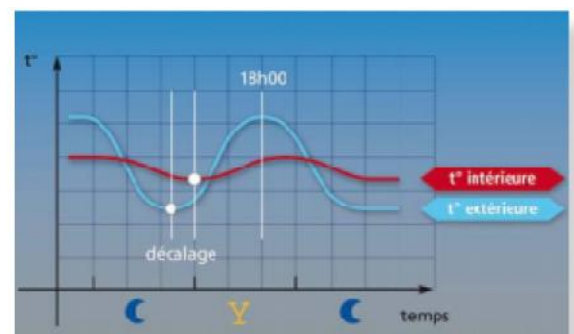 t°
18h00
t° intérieure
t° extérieure
décalage
temps